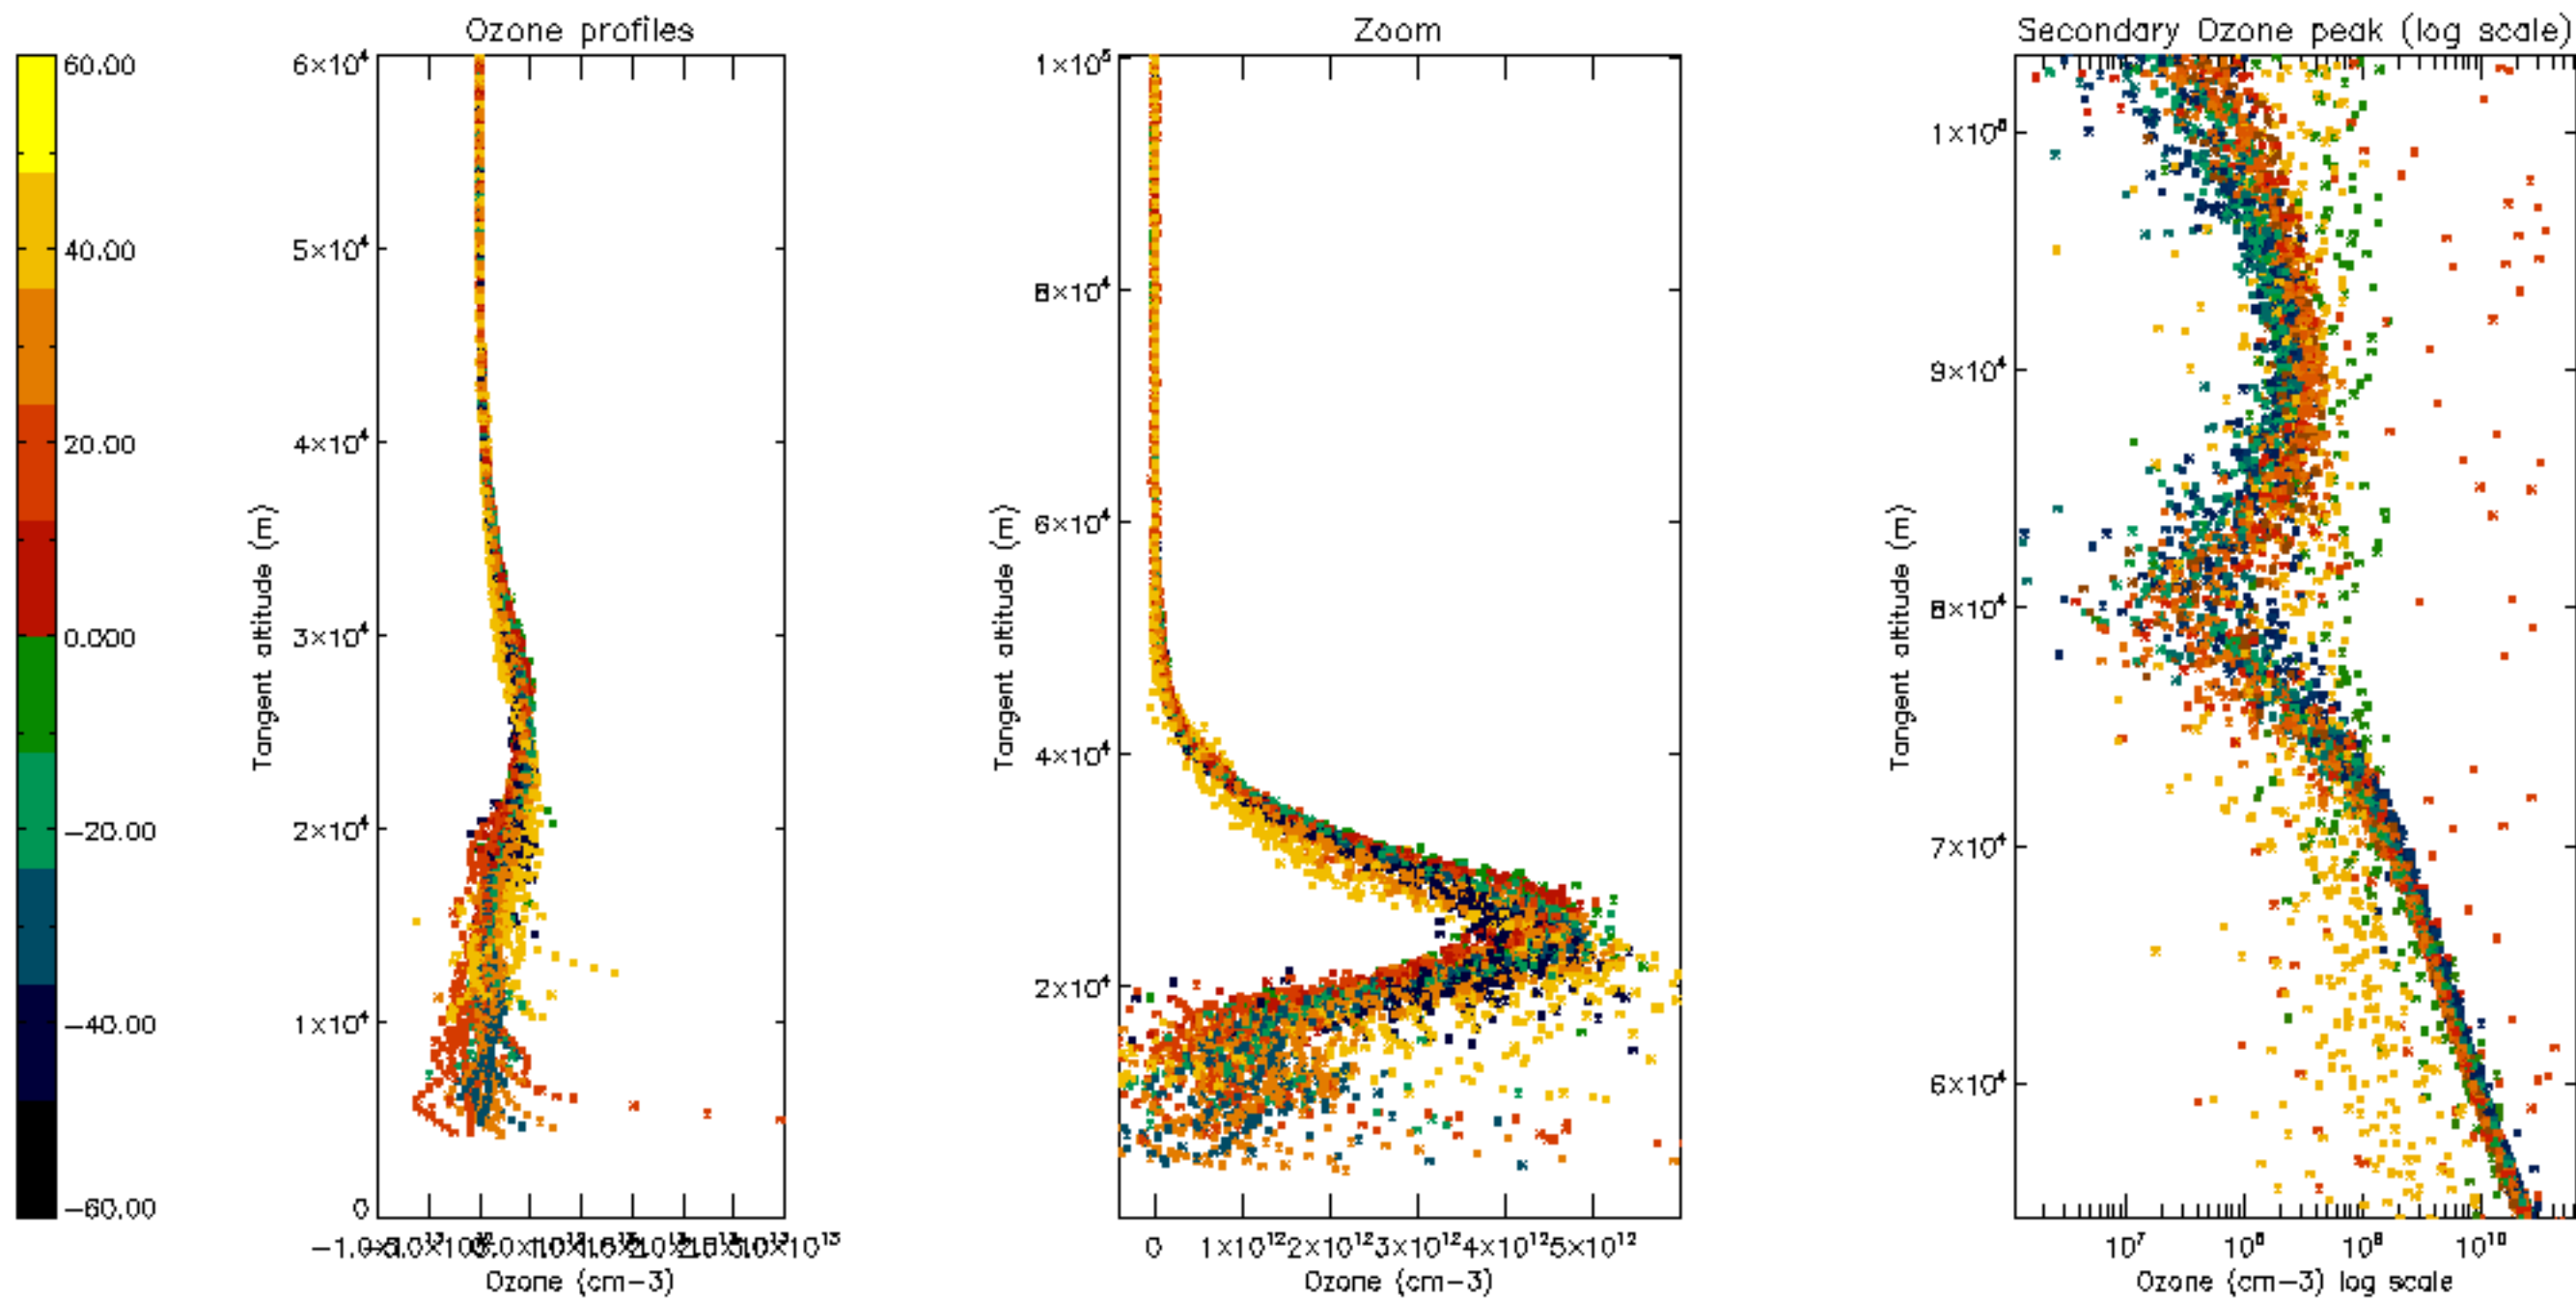 Ozone profiles
Zoom
Secondary Ozone peak (log scale)
60.00
40.00
20.00
0.000
−20.00
−40.00
−60.00
6×10⁴
5×10⁴
4×10⁴
3×10⁴
2×10⁴
1×10⁴
0
Tangent altitude (m)
Ozone (cm−3)
1×10⁵
8×10⁴
6×10⁴
4×10⁴
2×10⁴
Tangent altitude (m)
0 1×10¹² 2×10¹² 3×10¹² 4×10¹² 5×10¹²
Ozone (cm−3)
9×10⁴
8×10⁴
7×10⁴
6×10⁴
Tangent altitude (m)
10⁷ 10⁸ 10⁹ 10¹⁰
Ozone (cm−3) log scale